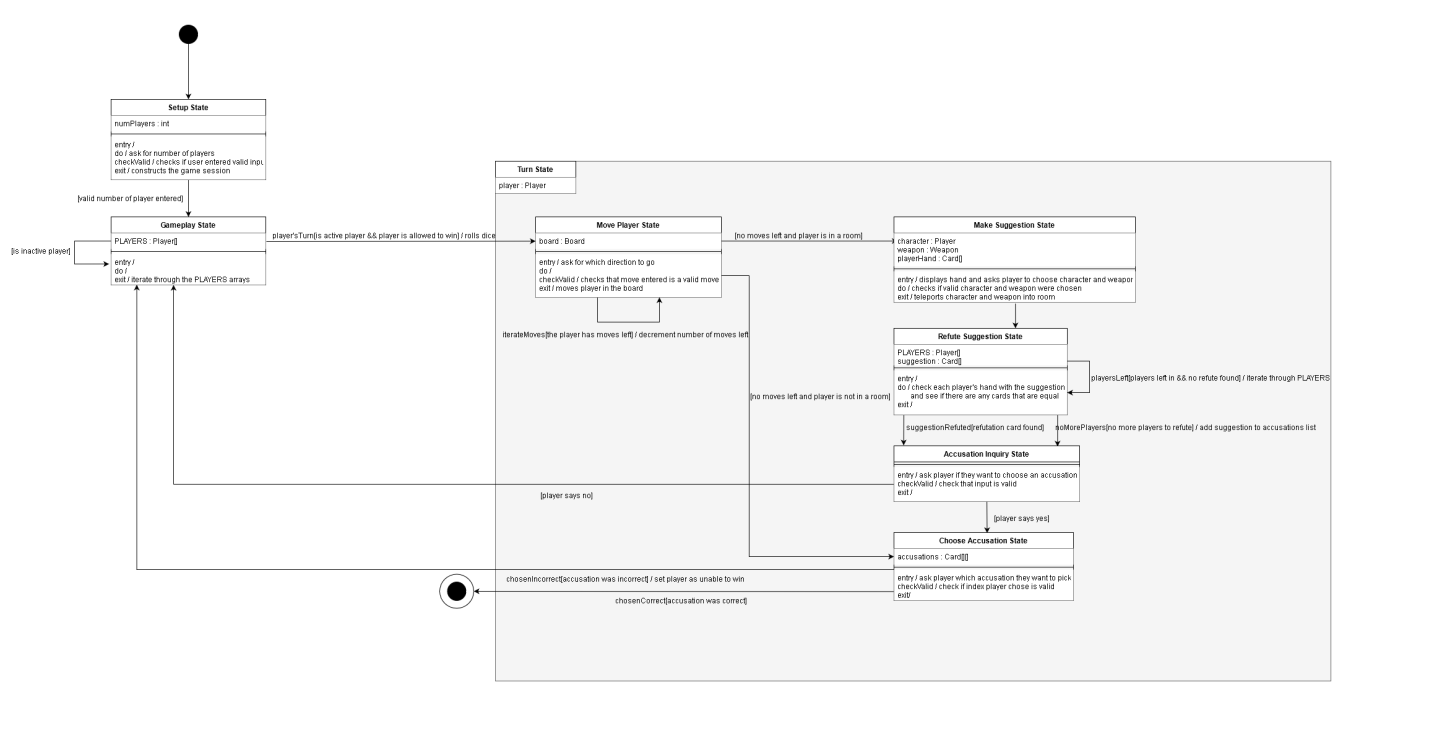 Setup State
numPlayers : int
entry /
do / ask for number of players
checkValid / checks if user entered valid inpu
exit / constructs the game session
[valid number of player entered]
Gameplay State
PLAYERS : Player[]
entry /
do /
exit / iterate through the PLAYERS arrays
[is inactive player]
player'sTurn[is active player && player is allowed to win] / rolls dice
Turn State
player : Player
Move Player State
board : Board
entry / ask for which direction to go
do /
checkValid / checks that move entered is a valid move
exit / moves player in the board
iterateMoves[the player has moves left] / decrement number of moves left
[no moves left and player is in a room]
[no moves left and player is not in a room]
Make Suggestion State
character : Player
weapon : Weapon
playerHand : Card[]
entry / displays hand and asks player to choose character and weapon
do / checks if valid character and weapon were chosen
exit / teleports character and weapon into room
Refute Suggestion State
PLAYERS : Player[]
suggestion : Card[]
entry /
do / check each player's hand with the suggestion
and see if there are any cards that are equal
exit /
playersLeft[players left in && no refute found] / iterate through PLAYERS
suggestionRefuted[refutation card found]
noMorePlayers[no more players to refute] / add suggestion to accusations list
Accusation Inquiry State
entry / ask player if they want to choose an accusation
checkValid / check that input is valid
exit /
[player says no]
[player says yes]
Choose Accusation State
accusations : Card[][]
entry / ask player which accusation they want to pick
checkValid / check if index player chose is valid
exit/
chosenIncorrect[accusation was incorrect] / set player as unable to win
chosenCorrect[accusation was correct]